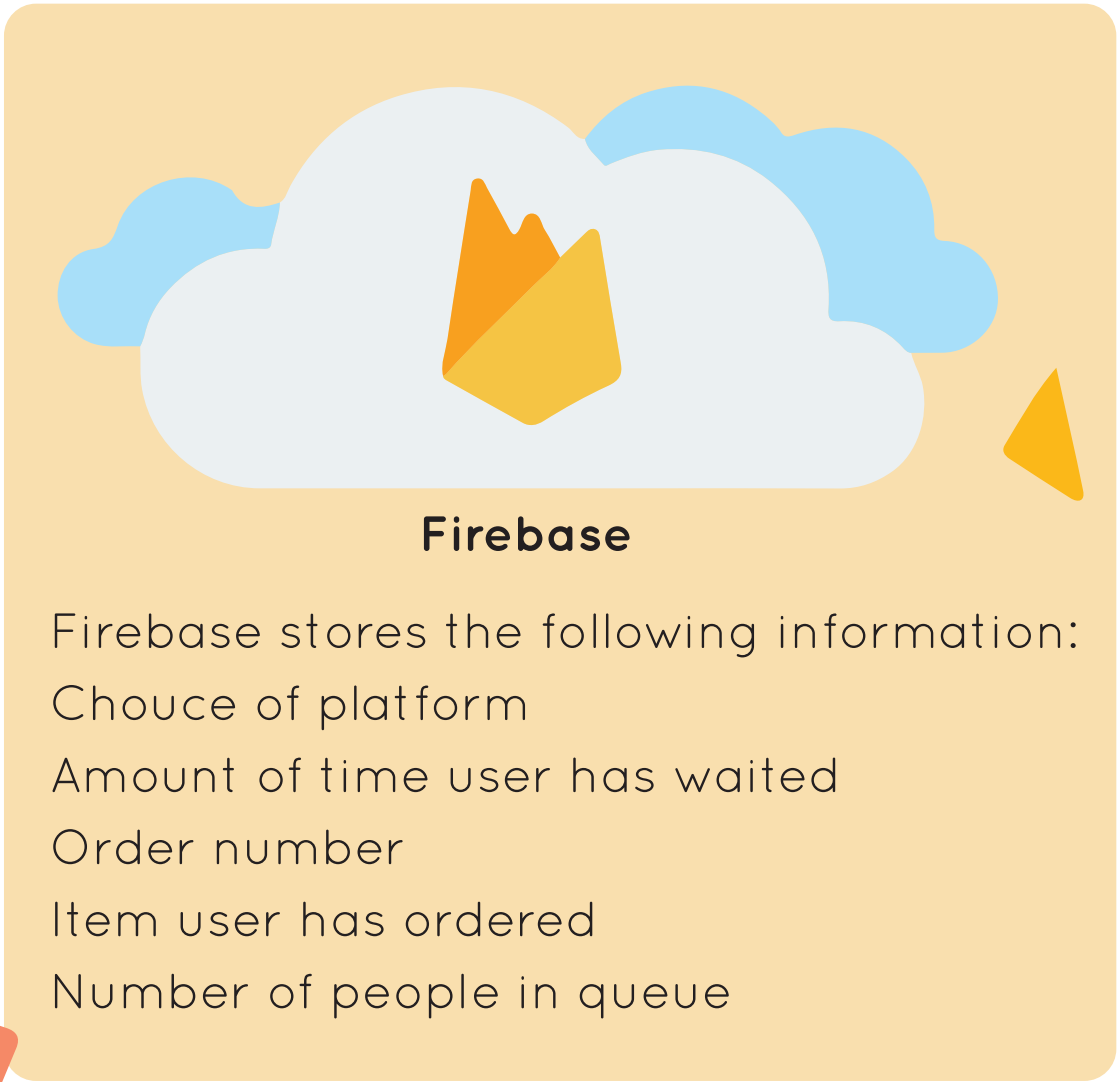 Firebase
Firebase stores the following information:
Chouce of platform
Amount of time user has waited
Order number
Item user has ordered
Number of people in queue